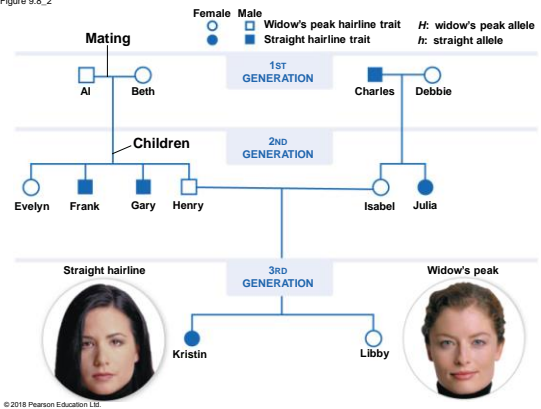 Figure 9.8_2
Female Male
Widow's peak hairline trait
Straight hairline trait
H: widow's peak allele
h: straight allele
Mating
1ST
GENERATION
Al
Beth
Charles
Debbie
2ND
GENERATION
Children
Evelyn
Frank
Gary
Henry
Isabel
Julia
Straight hairline
3RD
GENERATION
Widow's peak
Kristin
Libby
© 2018 Pearson Education Ltd.